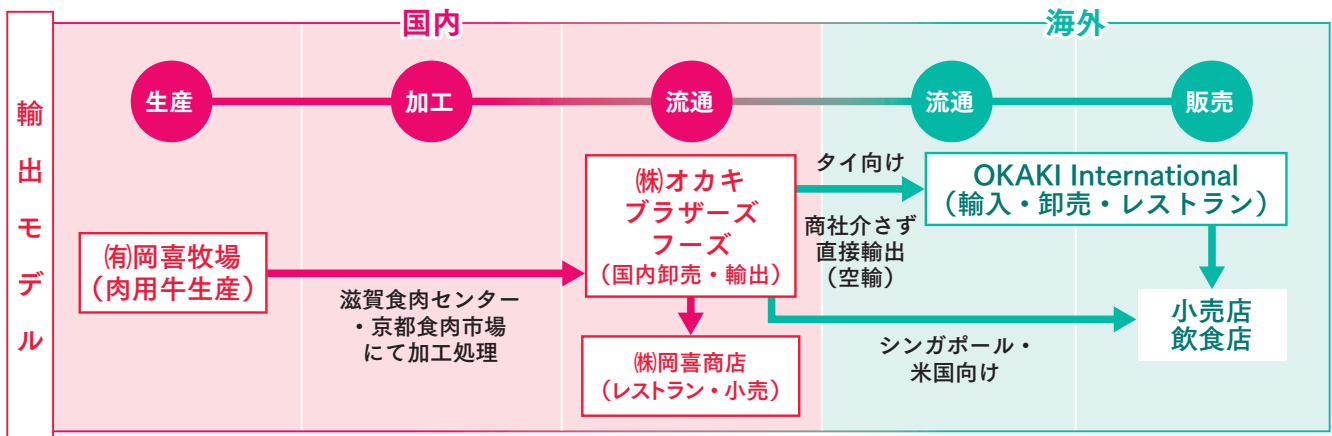 国内
海外
輸出モデル
生産
加工
流通
流通
販売
㈲岡喜牧場
（肉用牛生産）
滋賀食肉センター
・京都食肉市場
にて加工処理
㈱オカキ
ブラザーズ
フーズ
（国内卸売・輸出）
㈱岡喜商店
（レストラン・小売）
タイ向け
商社介さず
直接輸出
（空輸）
OKAKI International
（輸入・卸売・レストラン）
シンガポール・
米国向け
小売店
飲食店